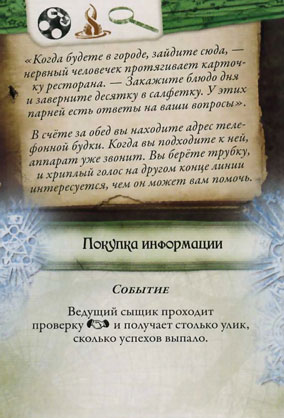 «Когда будете в городе, зайдите сюда, —
нервный человечек протягивает карточ-
ку ресторана. — Закажите блюдо дня
и заверните десятку в салфетку. У этих
парней есть ответы на ваши вопросы».
В счёте за обед вы находите адрес теле-
фонной будки. Когда вы подходите к ней,
аппарат уже звонит. Вы берёте трубку,
и хриплый голос на другом конце линии
интересуется, чем он может вам помочь.
Покупка информации
Событие
Ведущий сыщик проходит
проверку и получает столько улик,
сколько успехов выпало.